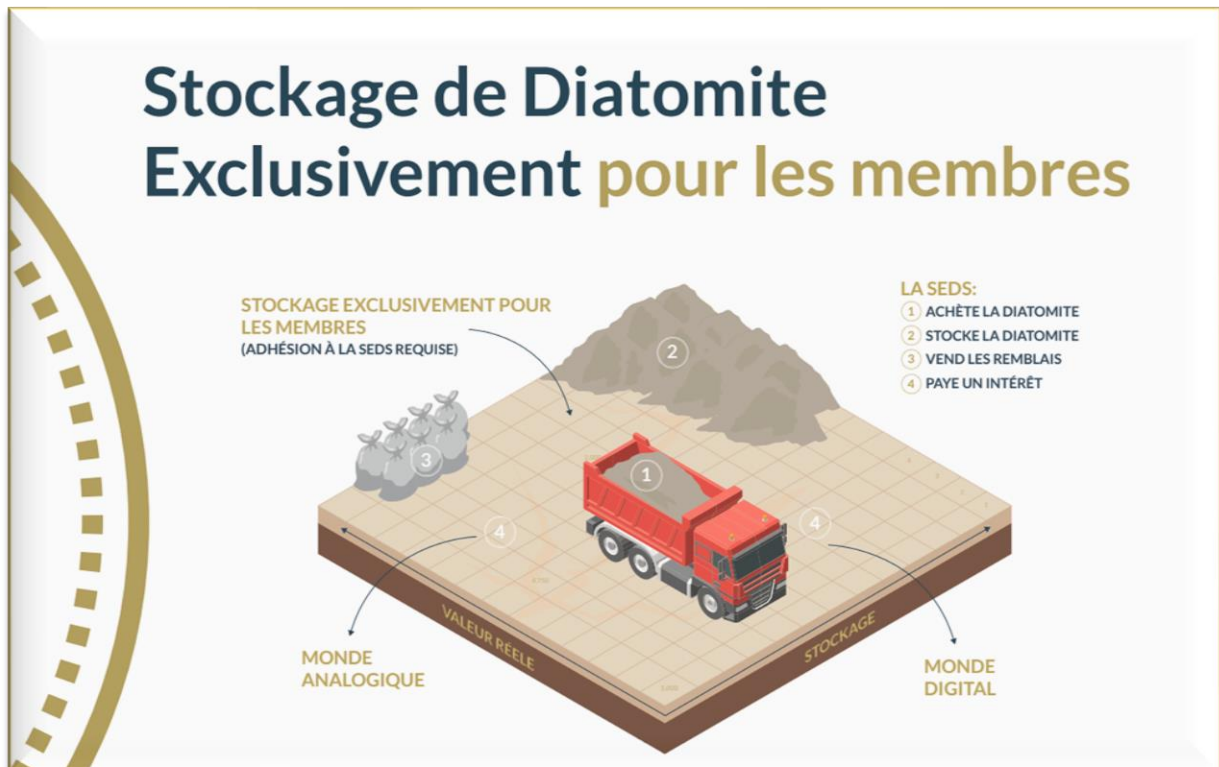 Stockage de Diatomite
Exclusivement pour les membres
STOCKAGE EXCLUSIVEMENT POUR
LES MEMBRES
(ADHÉSION À LA SEDS REQUISE)
LA SEDS:
1 ACHÈTE LA DIATOMITE
2 STOCKE LA DIATOMITE
3 VEND LES REMBLAIS
4 PAYE UN INTÉRÊT
2
3
1
4
4
VALEUR RÉELE
STOCKAGE
MONDE
ANALOGIQUE
MONDE
DIGITAL